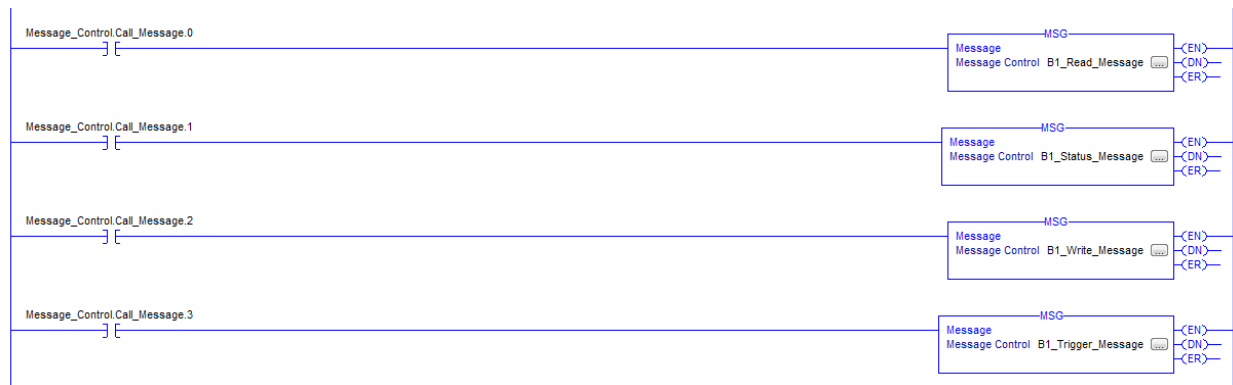 Message_Control.Call_Message.0
MSG
Message
Message Control B1_Read_Message ...
(EN)
(DN)
(ER)
Message_Control.Call_Message.1
MSG
Message
Message Control B1_Status_Message ...
(EN)
(DN)
(ER)
Message_Control.Call_Message.2
MSG
Message
Message Control B1_Write_Message ...
(EN)
(DN)
(ER)
Message_Control.Call_Message.3
MSG
Message
Message Control B1_Trigger_Message ...
(EN)
(DN)
(ER)